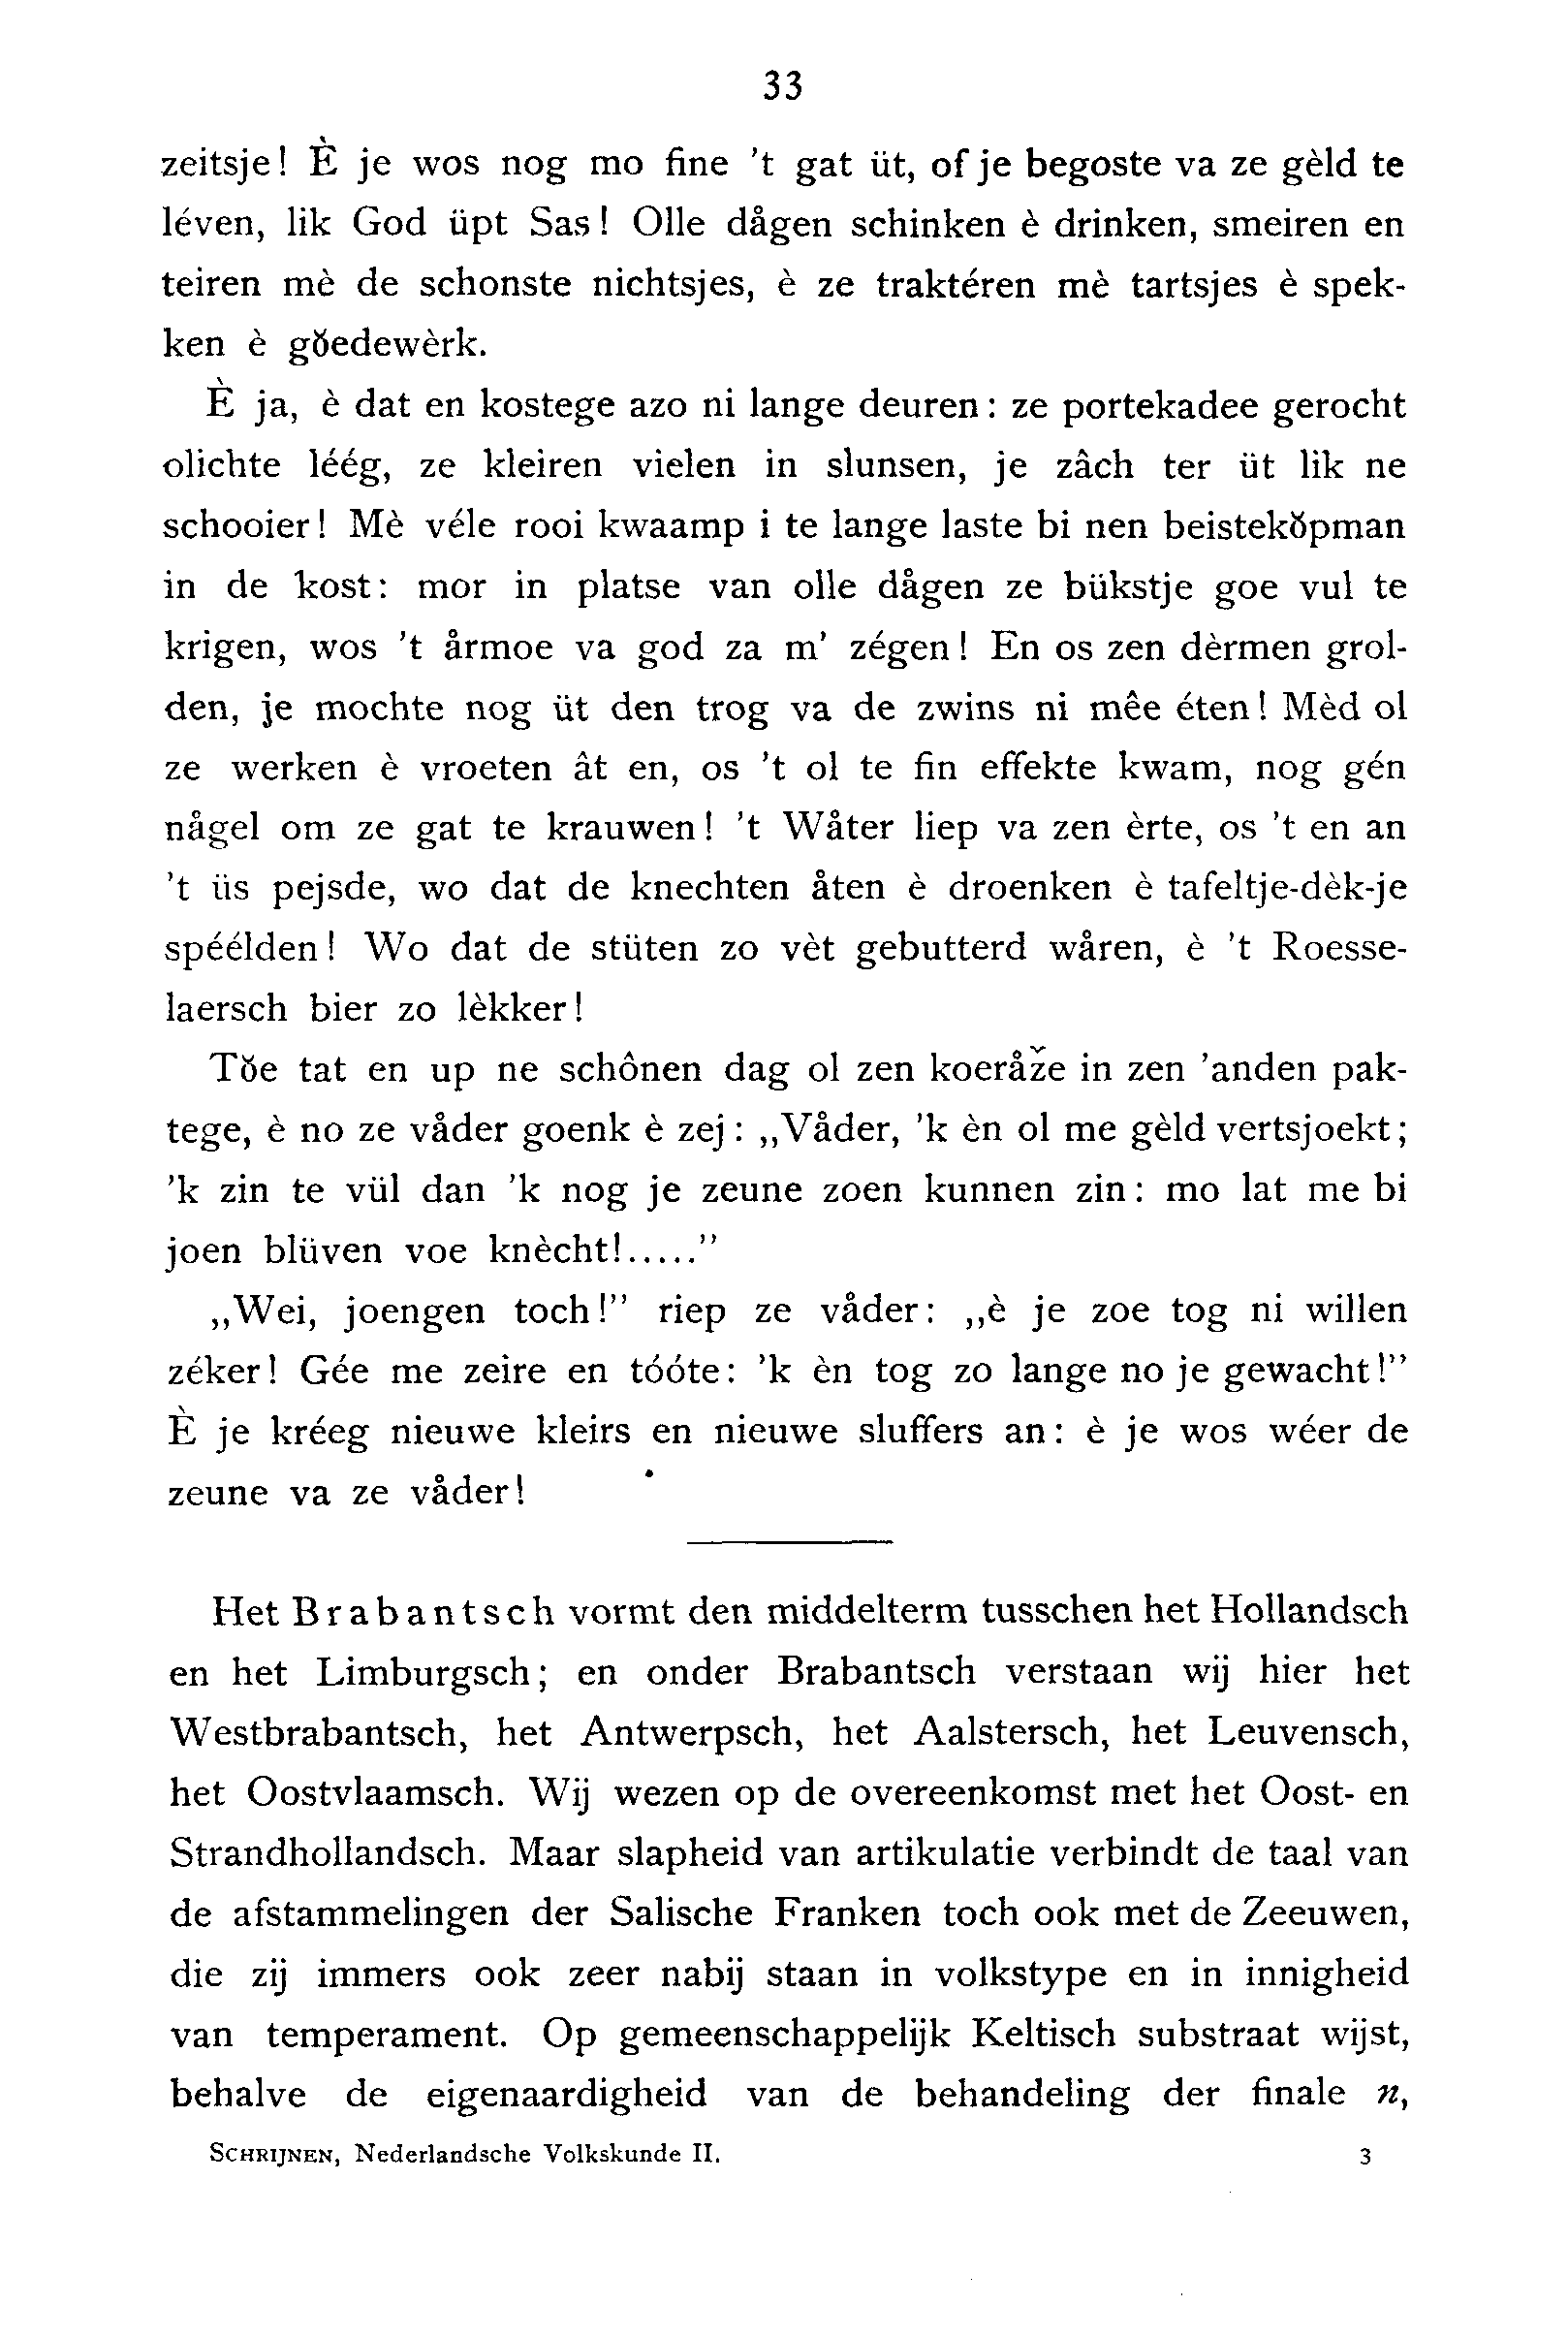 33
zeitsje! È je wos nog mo fine 't gat üt, of je begoste va ze gèld te
léven, lik God üpt Sas! Olle dågen schinken è drinken, smeiren en
teiren mè de schonste nichtsjes, è ze traktéren mè tartsjes è spek-
ken è gŏedewèrk.
È ja, è dat en kostege azo ni lange deuren: ze portekadee gerocht
olichte léég, ze kleiren vielen in slunsen, je zâch ter üt lik ne
schooier! Mè véle rooi kwaamp i te lange laste bi nen beistekŏpman
in de kost: mor in platse van olle dågen ze bükstje goe vul te
krigen, wos 't årmoe va god za m' zégen! En os zen dèrmen grol-
den, je mochte nog üt den trog va de zwins ni mêe éten! Mèd ol
ze werken è vroeten ât en, os 't ol te fin effekte kwam, nog gén
någel om ze gat te krauwen! 't Wåter liep va zen èrte, os 't en an
't üs pejsde, wo dat de knechten åten è droenken è tafeltje-dèk-je
spéélden! Wo dat de stüten zo vèt gebutterd wåren, è 't Roesse-
laersch bier zo lèkker!
Tŏe tat en up ne schônen dag ol zen koeråže in zen 'anden pak-
tege, è no ze våder goenk è zej: „Våder, 'k èn ol me gèld vertsjoekt;
'k zin te vül dan 'k nog je zeune zoen kunnen zin: mo lat me bi
joen blüven voe knècht!....."
„Wei, joengen toch!" riep ze våder: „è je zoe tog ni willen
zéker! Gée me zeire en tóóte: 'k èn tog zo lange no je gewacht!"
È je kréeg nieuwe kleirs en nieuwe sluffers an: è je wos wéer de
zeune va ze våder!
Het Brabantsch vormt den middelterm tusschen het Hollandsch
en het Limburgsch; en onder Brabantsch verstaan wij hier het
Westbrabantsch, het Antwerpsch, het Aalstersch, het Leuvensch,
het Oostvlaamsch. Wij wezen op de overeenkomst met het Oost- en
Strandhollandsch. Maar slapheid van artikulatie verbindt de taal van
de afstammelingen der Salische Franken toch ook met de Zeeuwen,
die zij immers ook zeer nabij staan in volkstype en in innigheid
van temperament. Op gemeenschappelijk Keltisch substraat wijst,
behalve de eigenaardigheid van de behandeling der finale n,
SCHRIJNEN, Nederlandsche Volkskunde II. 3